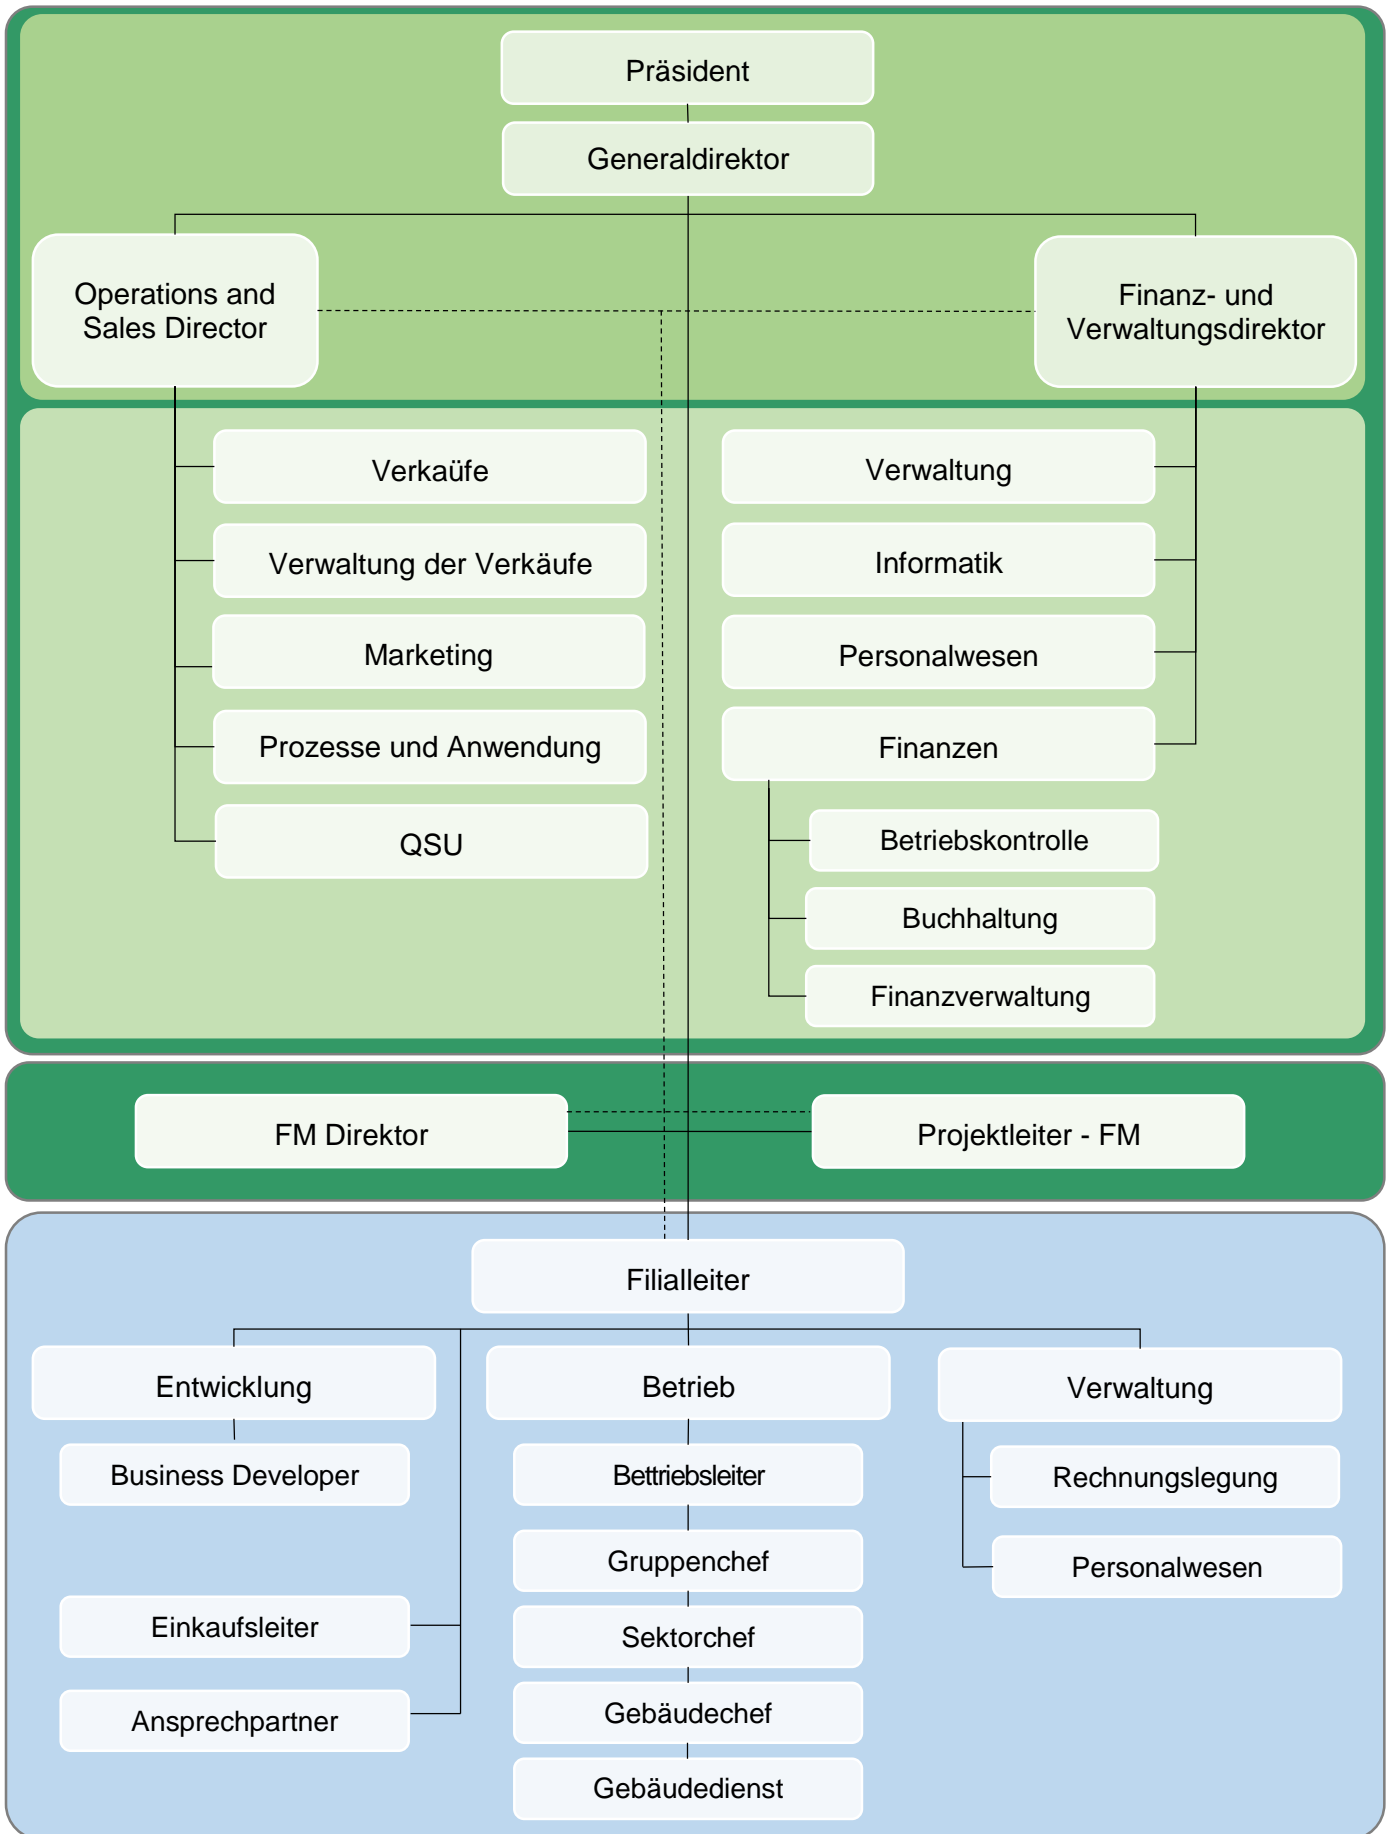 Präsident
Generaldirektor
Operations and
Sales Director
Finanz- und
Verwaltungsdirektor
Verkaüfe
Verwaltung der Verkäufe
Marketing
Prozesse und Anwendung
QSU
Verwaltung
Informatik
Personalwesen
Finanzen
Betriebskontrolle
Buchhaltung
Finanzverwaltung
FM Direktor
Projektleiter - FM
Filialleiter
Entwicklung
Business Developer
Einkaufsleiter
Ansprechpartner
Betrieb
Bettriebsleiter
Gruppenchef
Sektorchef
Gebäudechef
Gebäudedienst
Verwaltung
Rechnungslegung
Personalwesen